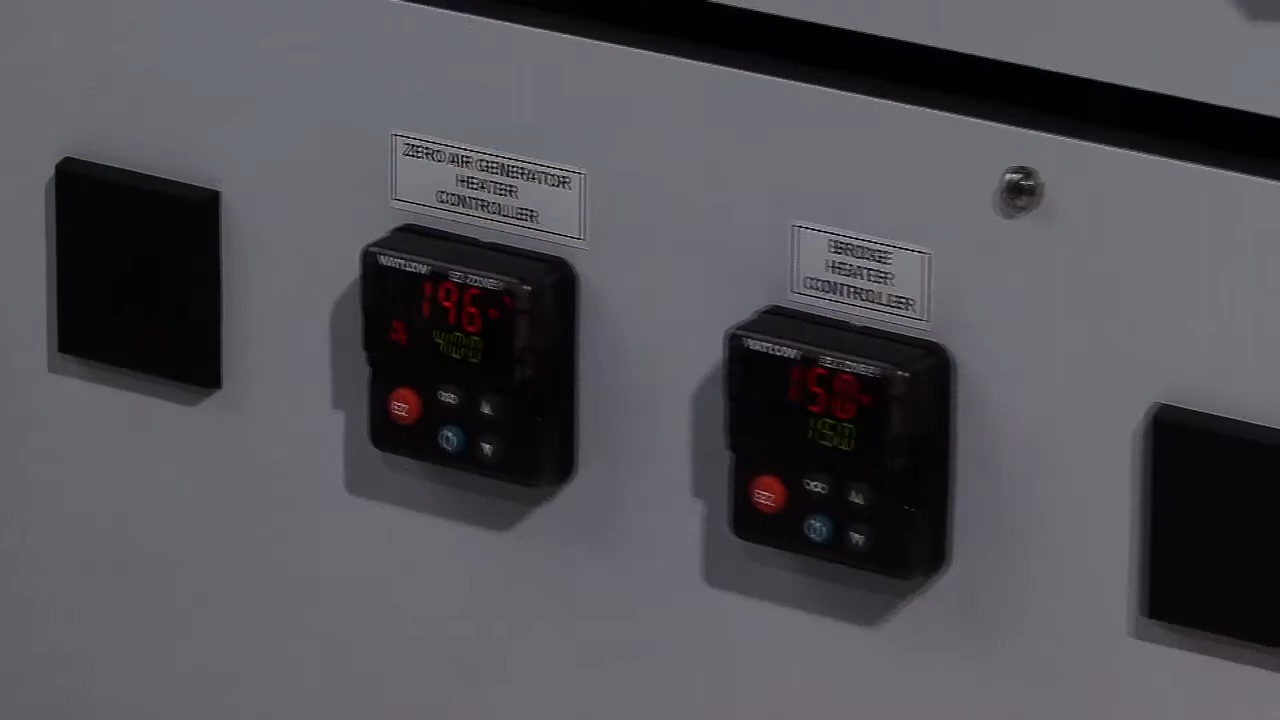 ZERO AIR GENERATOR
HEATER
CONTROLLER
WATLOW EZ-ZONE
196
400
EZ
BRIDGE
HEATER
CONTROLLER
WATLOW EZ-ZONE
150
150
EZ